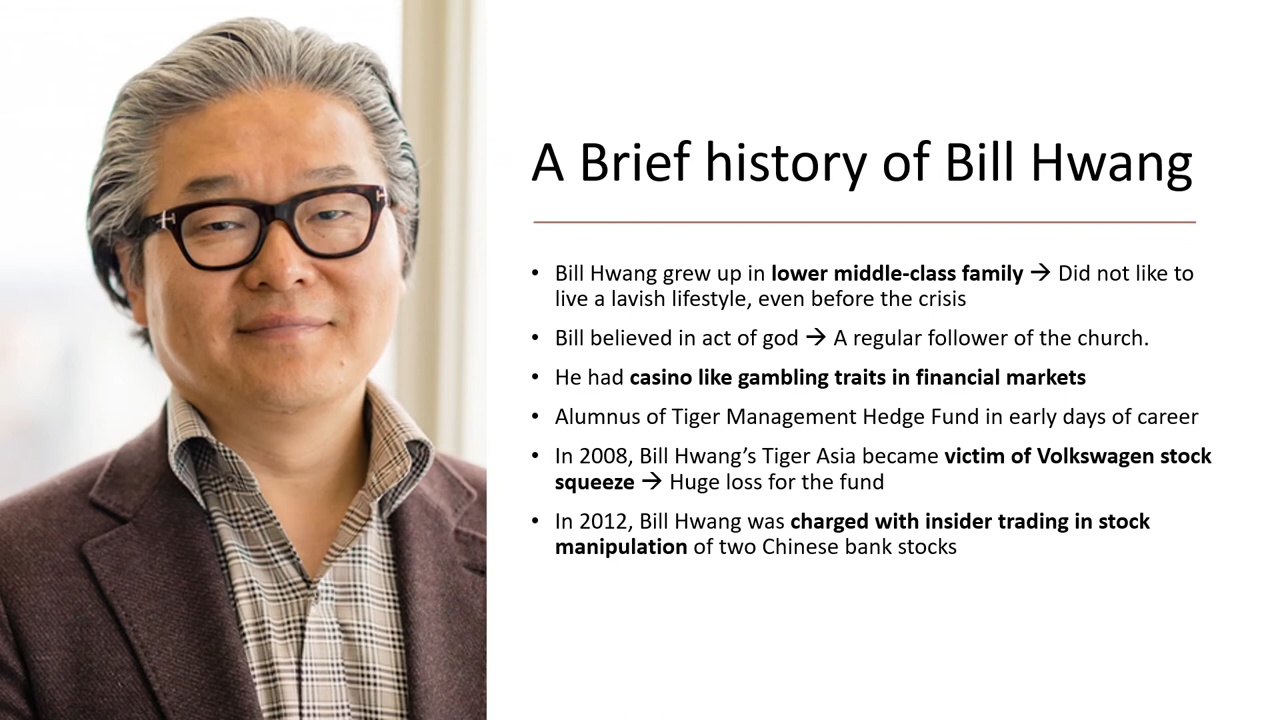 A Brief history of Bill Hwang
• Bill Hwang grew up in lower middle-class family → Did not like to
live a lavish lifestyle, even before the crisis
• Bill believed in act of god → A regular follower of the church.
• He had casino like gambling traits in financial markets
• Alumnus of Tiger Management Hedge Fund in early days of career
• In 2008, Bill Hwang’s Tiger Asia became victim of Volkswagen stock
squeeze → Huge loss for the fund
• In 2012, Bill Hwang was charged with insider trading in stock
manipulation of two Chinese bank stocks